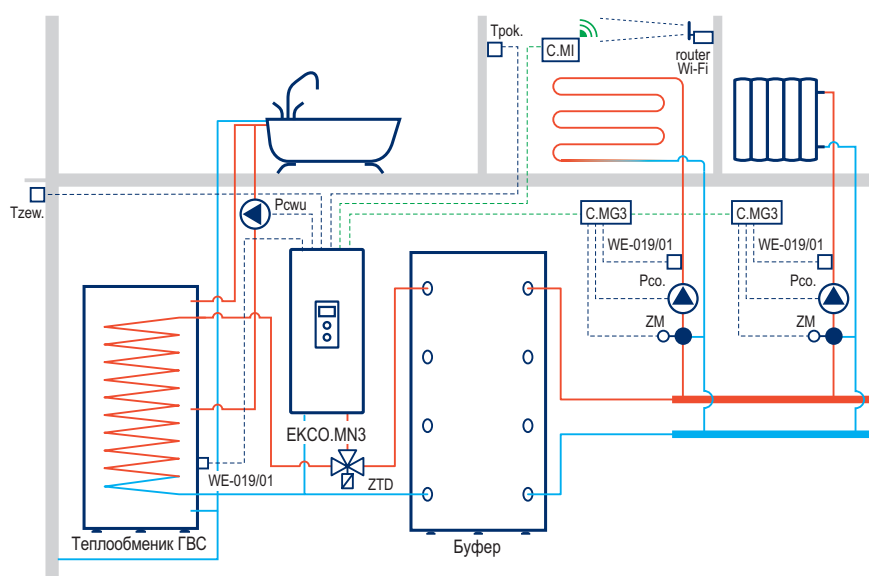 Tpok.
C.MI
router
Wi-Fi
Tzew.
Pcwu
C.MG3
C.MG3
WE-019/01
WE-019/01
Pco.
Pco.
ZM
ZM
EKCO.MN3
WE-019/01
ZTD
Теплообменик ГВС
Буфер